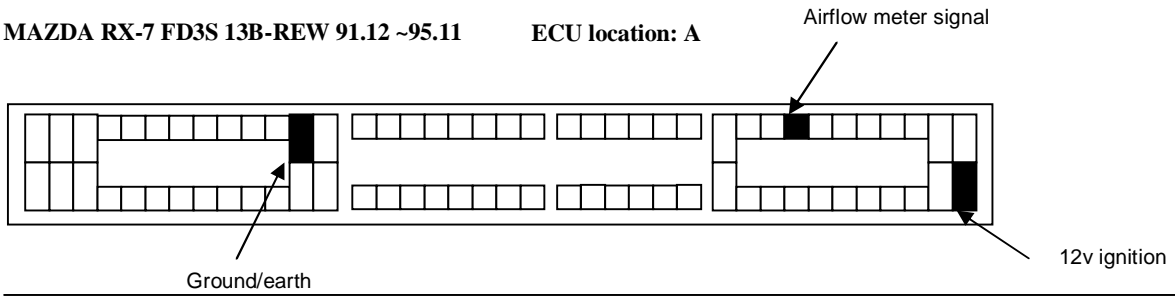 Airflow meter signal
MAZDA RX-7 FD3S 13B-REW 91.12 ~95.11 ECU location: A
12v ignition
Ground/earth